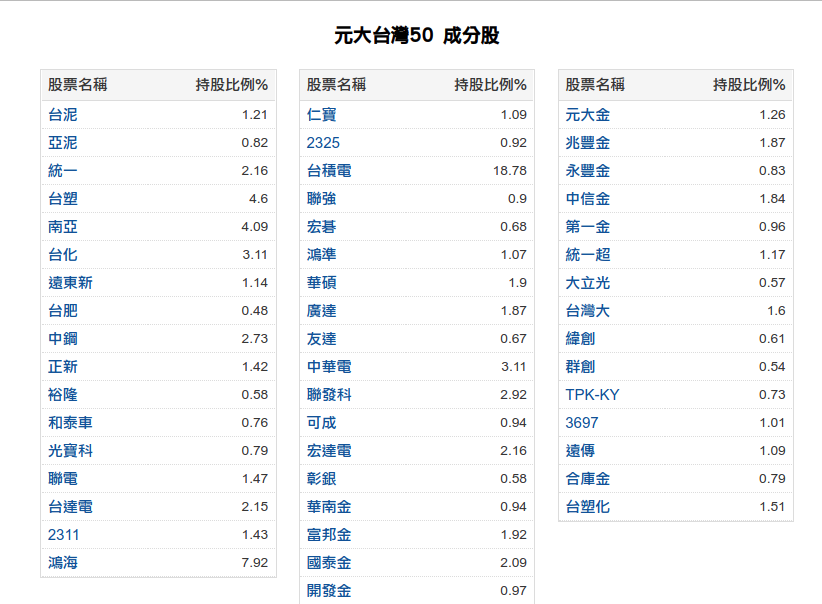 元大台灣50 成分股
股票名稱 持股比例%
台泥 1.21
亞泥 0.82
統一 2.16
台塑 4.6
南亞 4.09
台化 3.11
遠東新 1.14
台肥 0.48
中鋼 2.73
正新 1.42
裕隆 0.58
和泰車 0.76
光寶科 0.79
聯電 1.47
台達電 2.15
2311 1.43
鴻海 7.92
股票名稱 持股比例%
仁寶 1.09
2325 0.92
台積電 18.78
聯強 0.9
宏碁 0.68
鴻準 1.07
華碩 1.9
廣達 1.87
友達 0.67
中華電 3.11
聯發科 2.92
可成 0.94
宏達電 2.16
彰銀 0.58
華南金 0.94
富邦金 1.92
國泰金 2.09
開發金 0.97
股票名稱 持股比例%
元大金 1.26
兆豐金 1.87
永豐金 0.83
中信金 1.84
第一金 0.96
統一超 1.17
大立光 0.57
台灣大 1.6
緯創 0.61
群創 0.54
TPK-KY 0.73
3697 1.01
遠傳 1.09
合庫金 0.79
台塑化 1.51